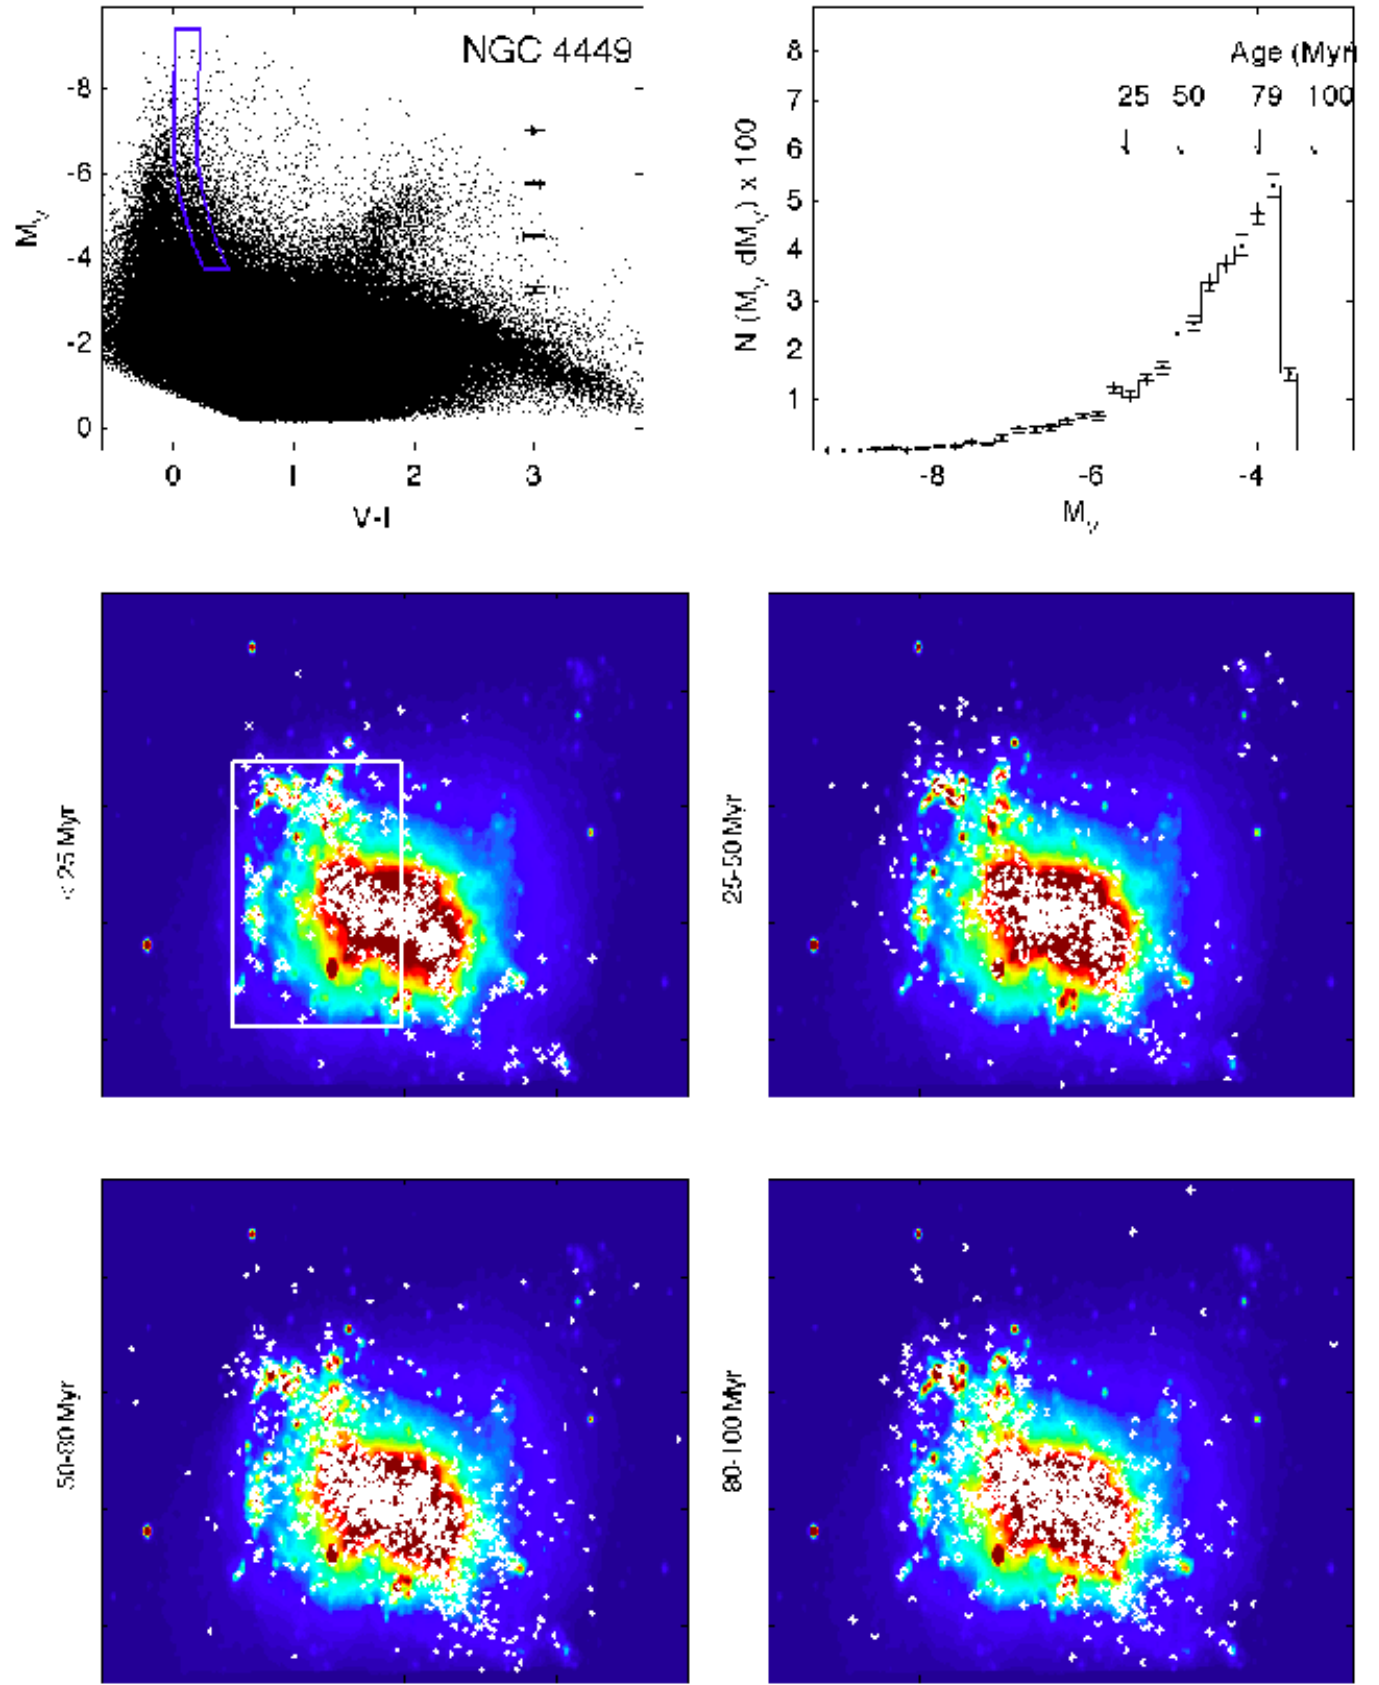 NGC 4449
-8
-6
-4
-2
0
M_V
0 1 2 3
V-I
Age (Myr)
25 50 79 100
8
7
6
5
4
3
2
1
N (M_V dM_V) x 100
-8 -6 -4
M_V
< 25 Myr
25-50 Myr
50-80 Myr
80-100 Myr